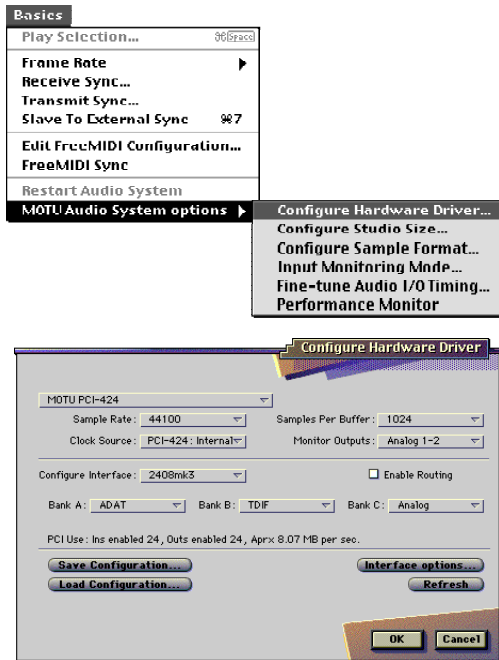 Basics
Play Selection... ⌘Space
Frame Rate ▶
Receive Sync...
Transmit Sync...
Slave To External Sync ⌘7
Edit FreeMIDI Configuration...
FreeMIDI Sync
Restart Audio System
MOTU Audio System options ▶
Configure Hardware Driver...
Configure Studio Size...
Configure Sample Format...
Input Monitoring Mode...
Fine-tune Audio I/O Timing...
Performance Monitor
Configure Hardware Driver
MOTU PCI-424
Sample Rate: 44100 Samples Per Buffer: 1024
Clock Source: PCI-424: Internal Monitor Outputs: Analog 1-2
Configure Interface: 2408mk3 Enable Routing
Bank A: ADAT Bank B: TDIF Bank C: Analog
PCI Use: Ins enabled 24, Outs enabled 24, Aprx 8.07 MB per sec.
Save Configuration... Interface options...
Load Configuration... Refresh
OK Cancel